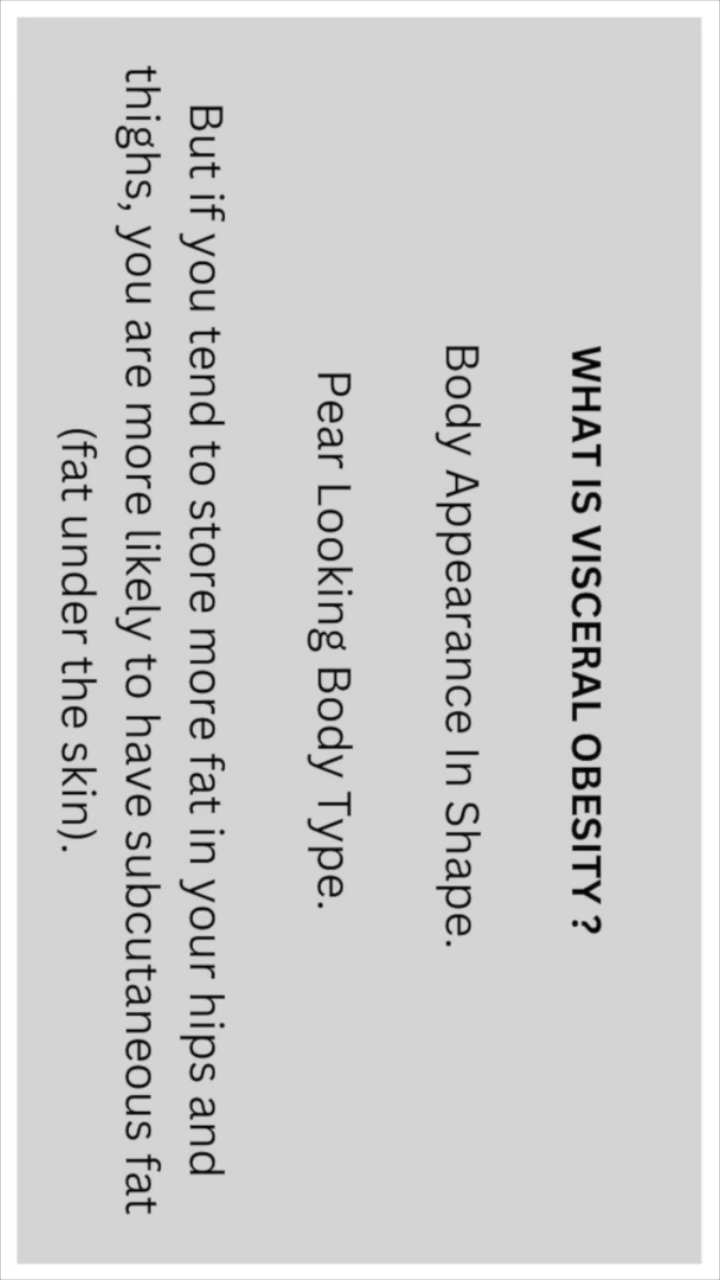 WHAT IS VISCERAL OBESITY ?
Body Appearance In Shape.
Pear Looking Body Type.
But if you tend to store more fat in your hips and
thighs, you are more likely to have subcutaneous fat
(fat under the skin).